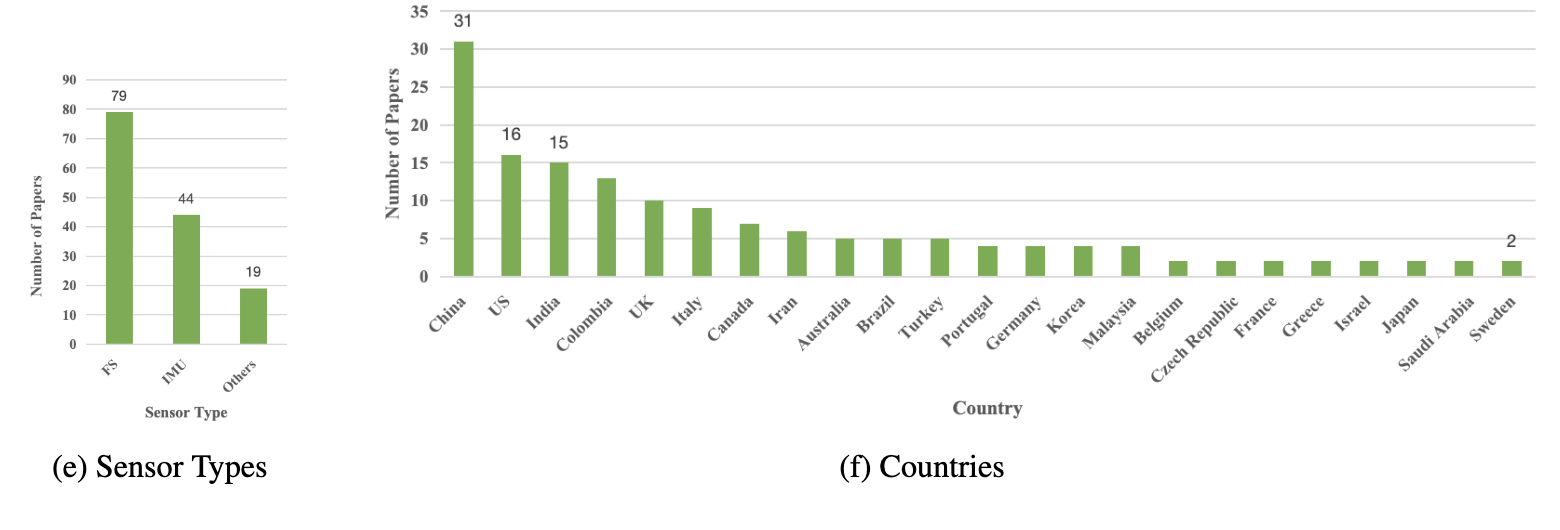 90
80
70
60
50
40
30
20
10
0
Number of Papers
79
44
19
FS
IMU
Others
Sensor Type
(e) Sensor Types
35
30
25
20
15
10
5
0
Number of Papers
31
16
15
2
China
US
India
Colombia
UK
Italy
Canada
Iran
Australia
Brazil
Turkey
Portugal
Germany
Korea
Malaysia
Belgium
Czech Republic
France
Greece
Israel
Japan
Saudi Arabia
Sweden
Country
(f) Countries